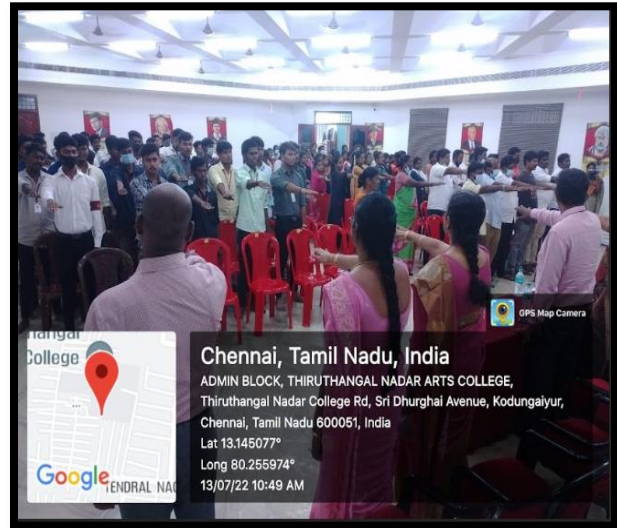 GPS Map Camera
College
Google
TENDRAL NAG
Chennai, Tamil Nadu, India
ADMIN BLOCK, THIRUTHANGAL NADAR ARTS COLLEGE,
Thiruthangal Nadar College Rd, Sri Dhurghai Avenue, Kodungaiyur,
Chennai, Tamil Nadu 600051, India
Lat 13.145077°
Long 80.255974°
13/07/22 10:49 AM